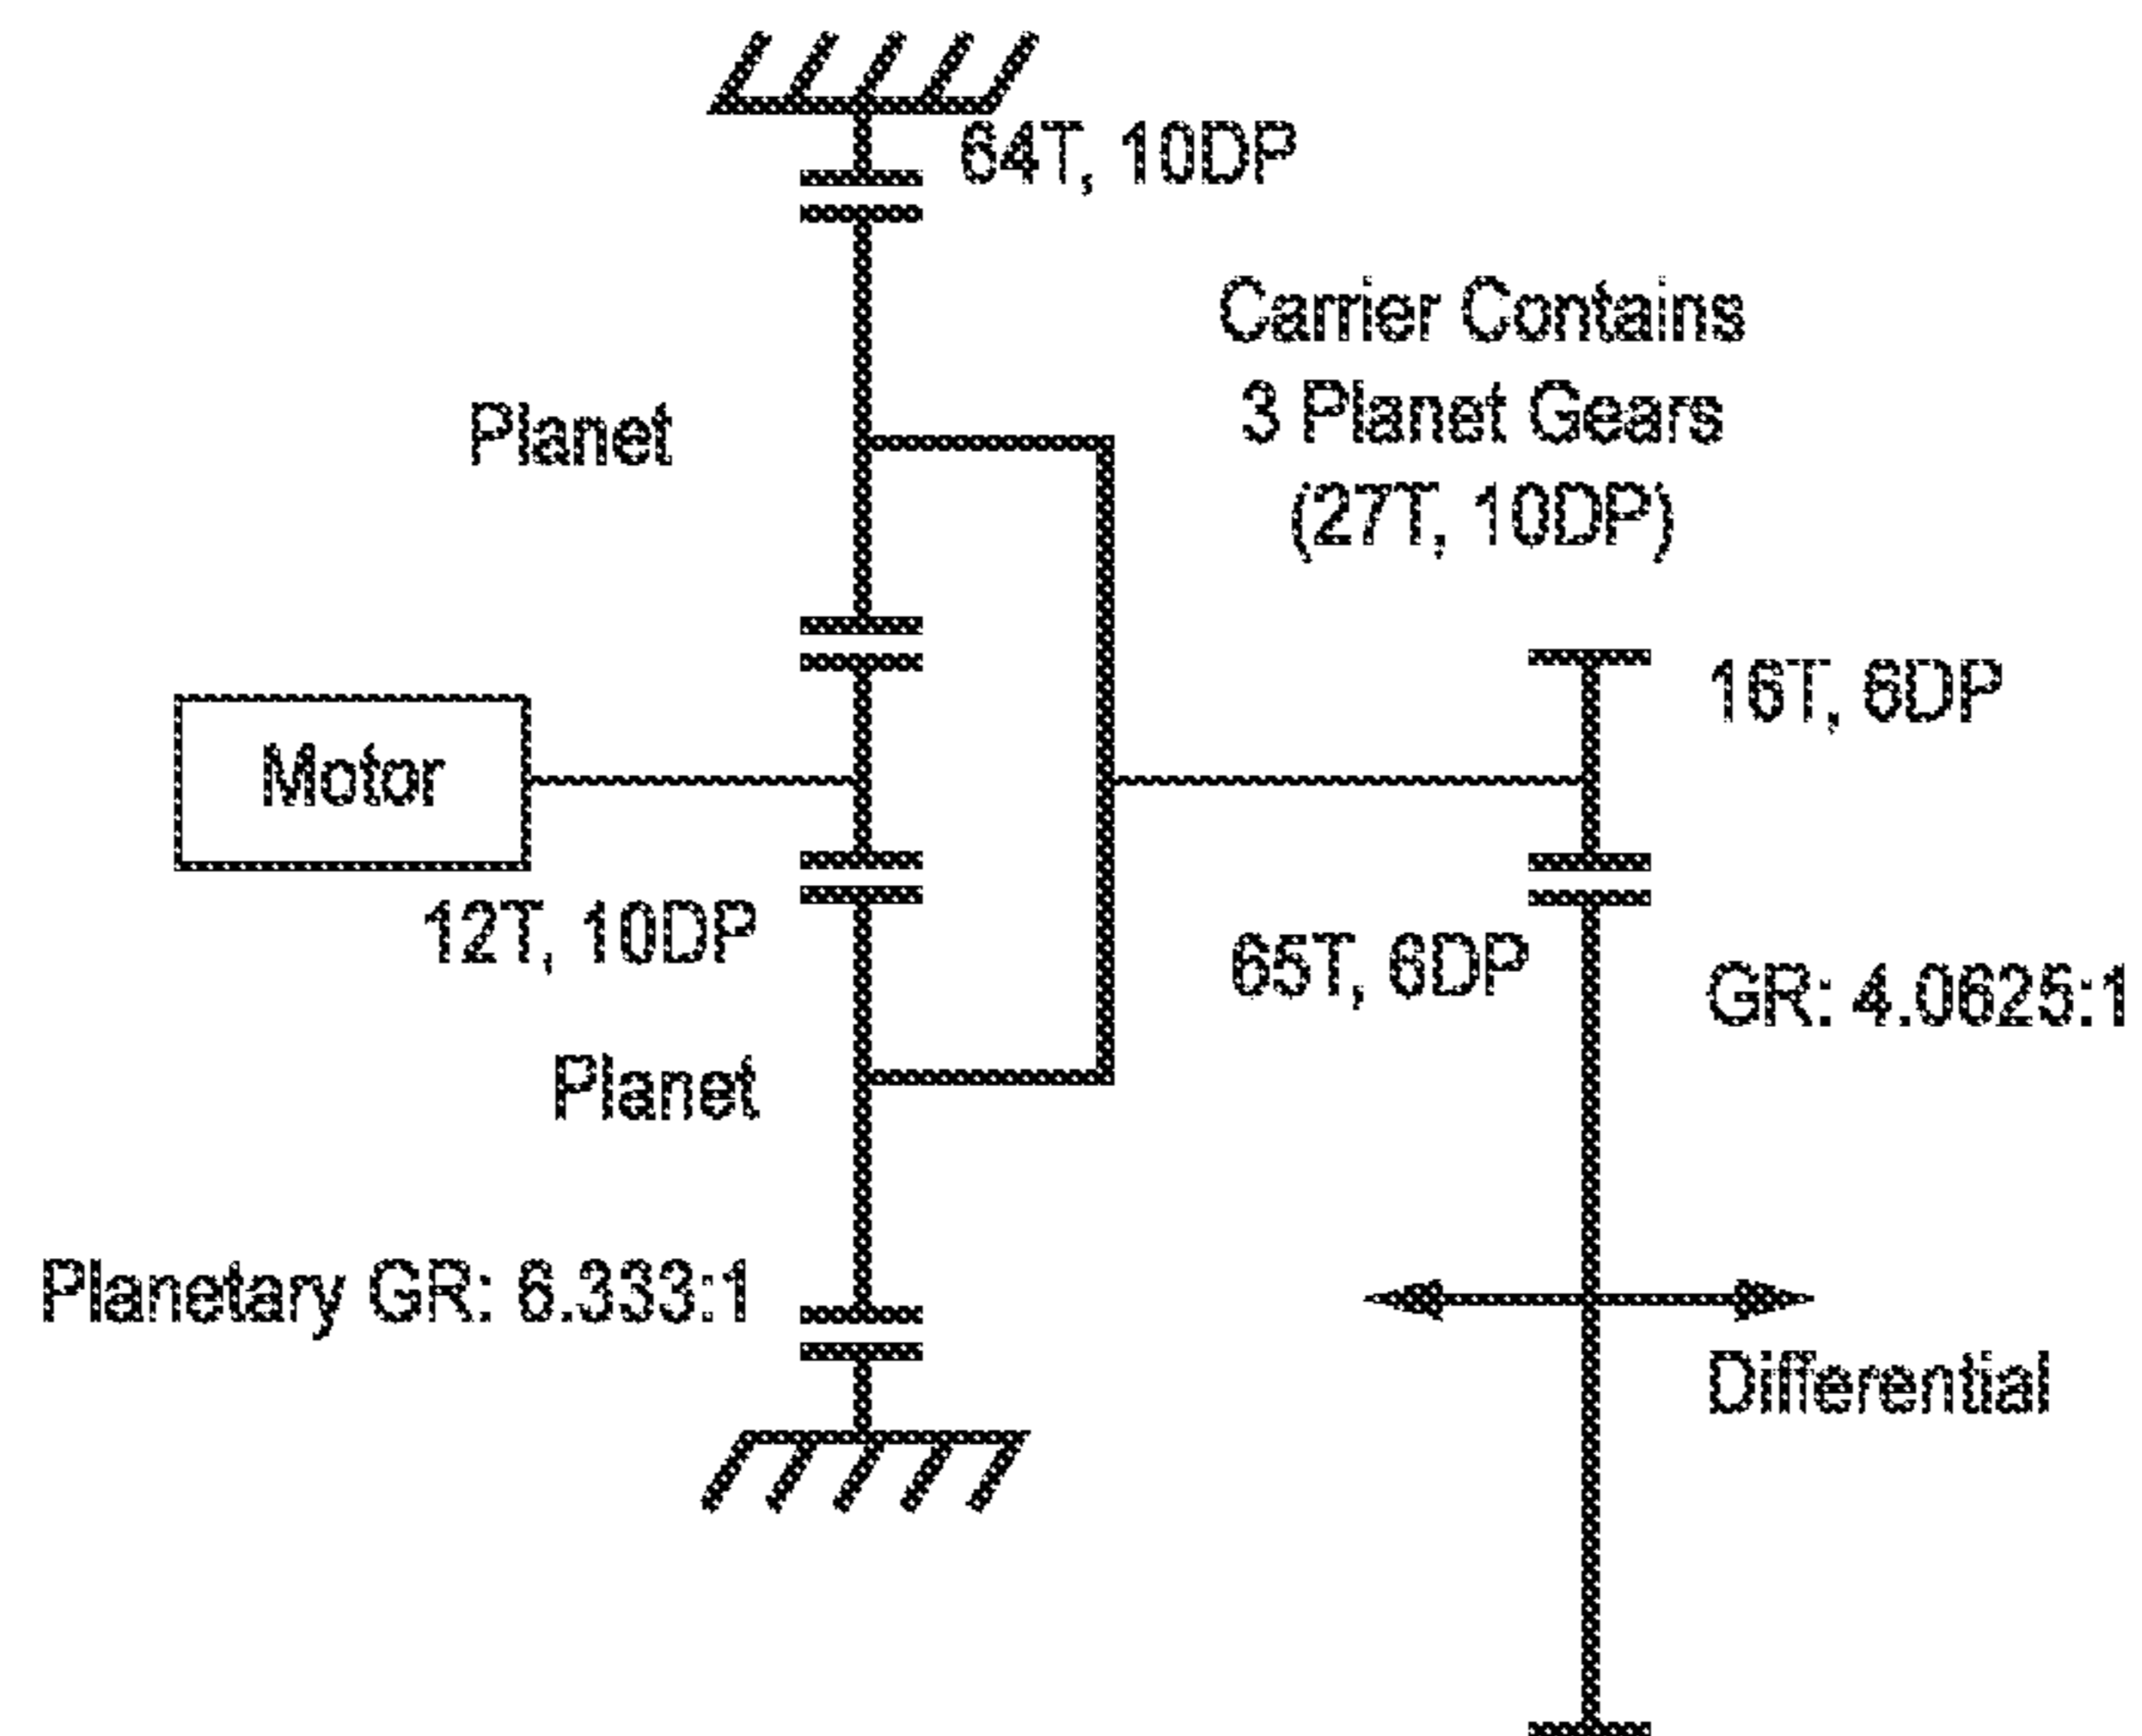 64T, 10DP
Carrier Contains
3 Planet Gears
(27T, 10DP)
Planet
16T, 6DP
Motor
12T, 10DP
65T, 6DP
GR: 4.0625:1
Planet
Planetary GR: 6.333:1
Differential